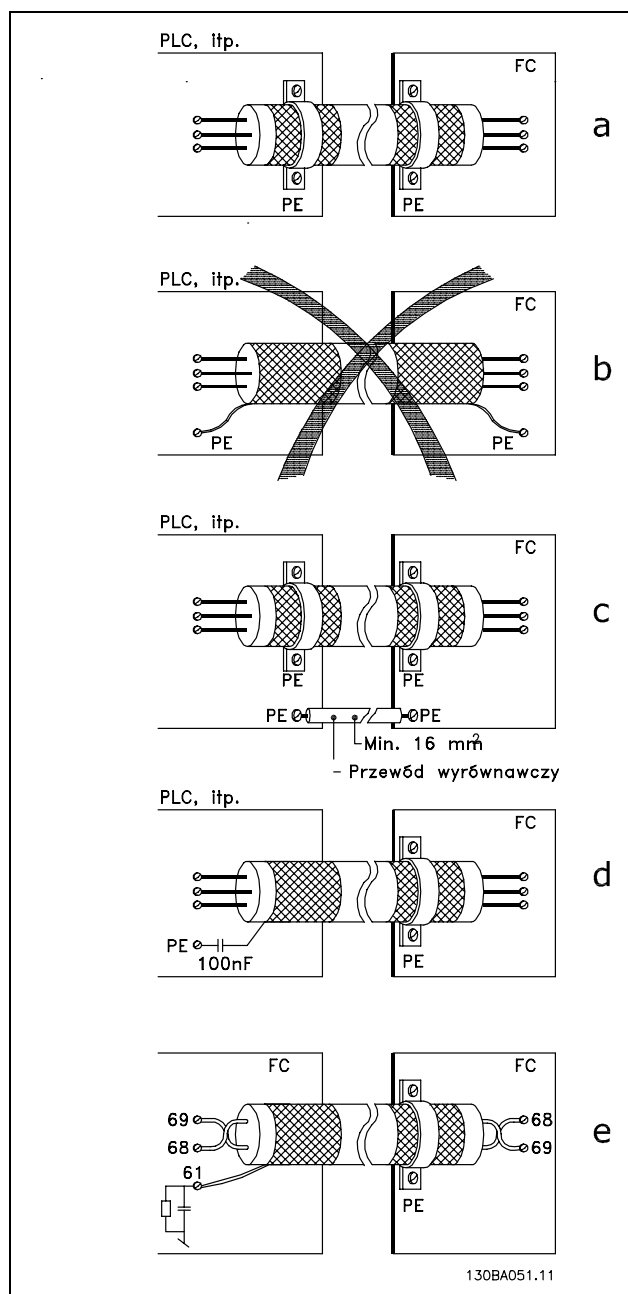 PLC, itp.
FC
a
PE
PE
PLC, itp.
FC
b
PE
PE
PLC, itp.
FC
c
PE
PE
PE
PE
Min. 16 mm2
- Przewód wyrównawczy
PLC, itp.
FC
d
PE
100nF
PE
FC
FC
69
68
68
69
e
61
PE
130BA051.11